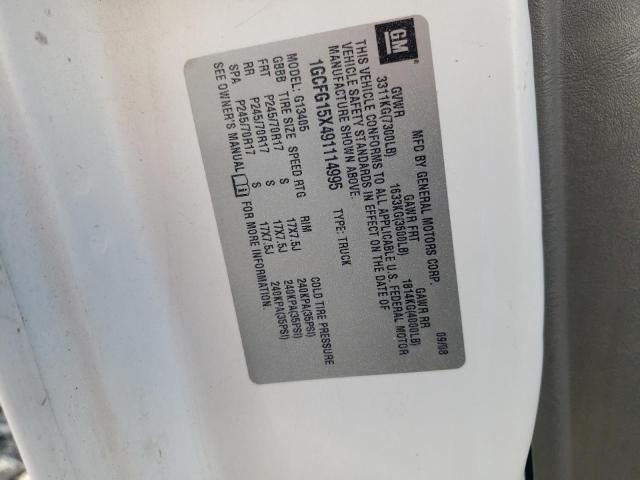 GM
MFD BY GENERAL MOTORS CORP. 09/08
GVWR GAWR FRT GAWR RR
3311KG(7300LB) 1633KG(3600LB) 1814KG(4000LB)
THIS VEHICLE CONFORMS TO ALL APPLICABLE U.S. FEDERAL MOTOR
VEHICLE SAFETY STANDARDS IN EFFECT ON THE DATE OF
MANUFACTURE SHOWN ABOVE.
1GCFG15X491114995 TYPE: TRUCK
MODEL: G13405
GBBB TIRE SIZE SPEED RTG RIM COLD TIRE PRESSURE
FRT P245/70R17 S 17X7.5J 240KPA(35PSI)
RR P245/70R17 S 17X7.5J 240KPA(35PSI)
SPA P245/70R17 S 17X7.5J 240KPA(35PSI)
SEE OWNER'S MANUAL FOR MORE INFORMATION.